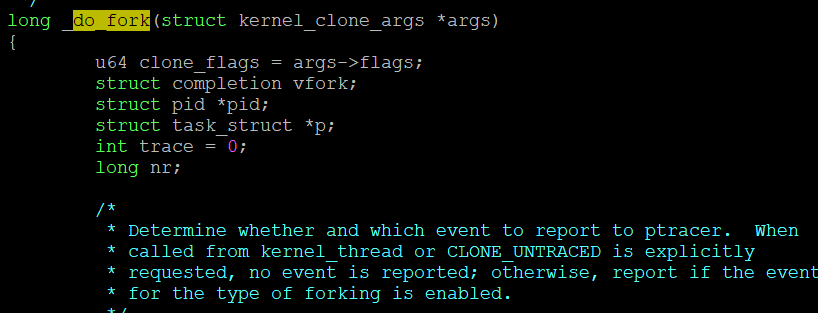 */
long _do_fork(struct kernel_clone_args *args)
{
u64 clone_flags = args->flags;
struct completion vfork;
struct pid *pid;
struct task_struct *p;
int trace = 0;
long nr;
/*
* Determine whether and which event to report to ptracer.  When
* called from kernel_thread or CLONE_UNTRACED is explicitly
* requested, no event is reported; otherwise, report if the event
* for the type of forking is enabled.
*/